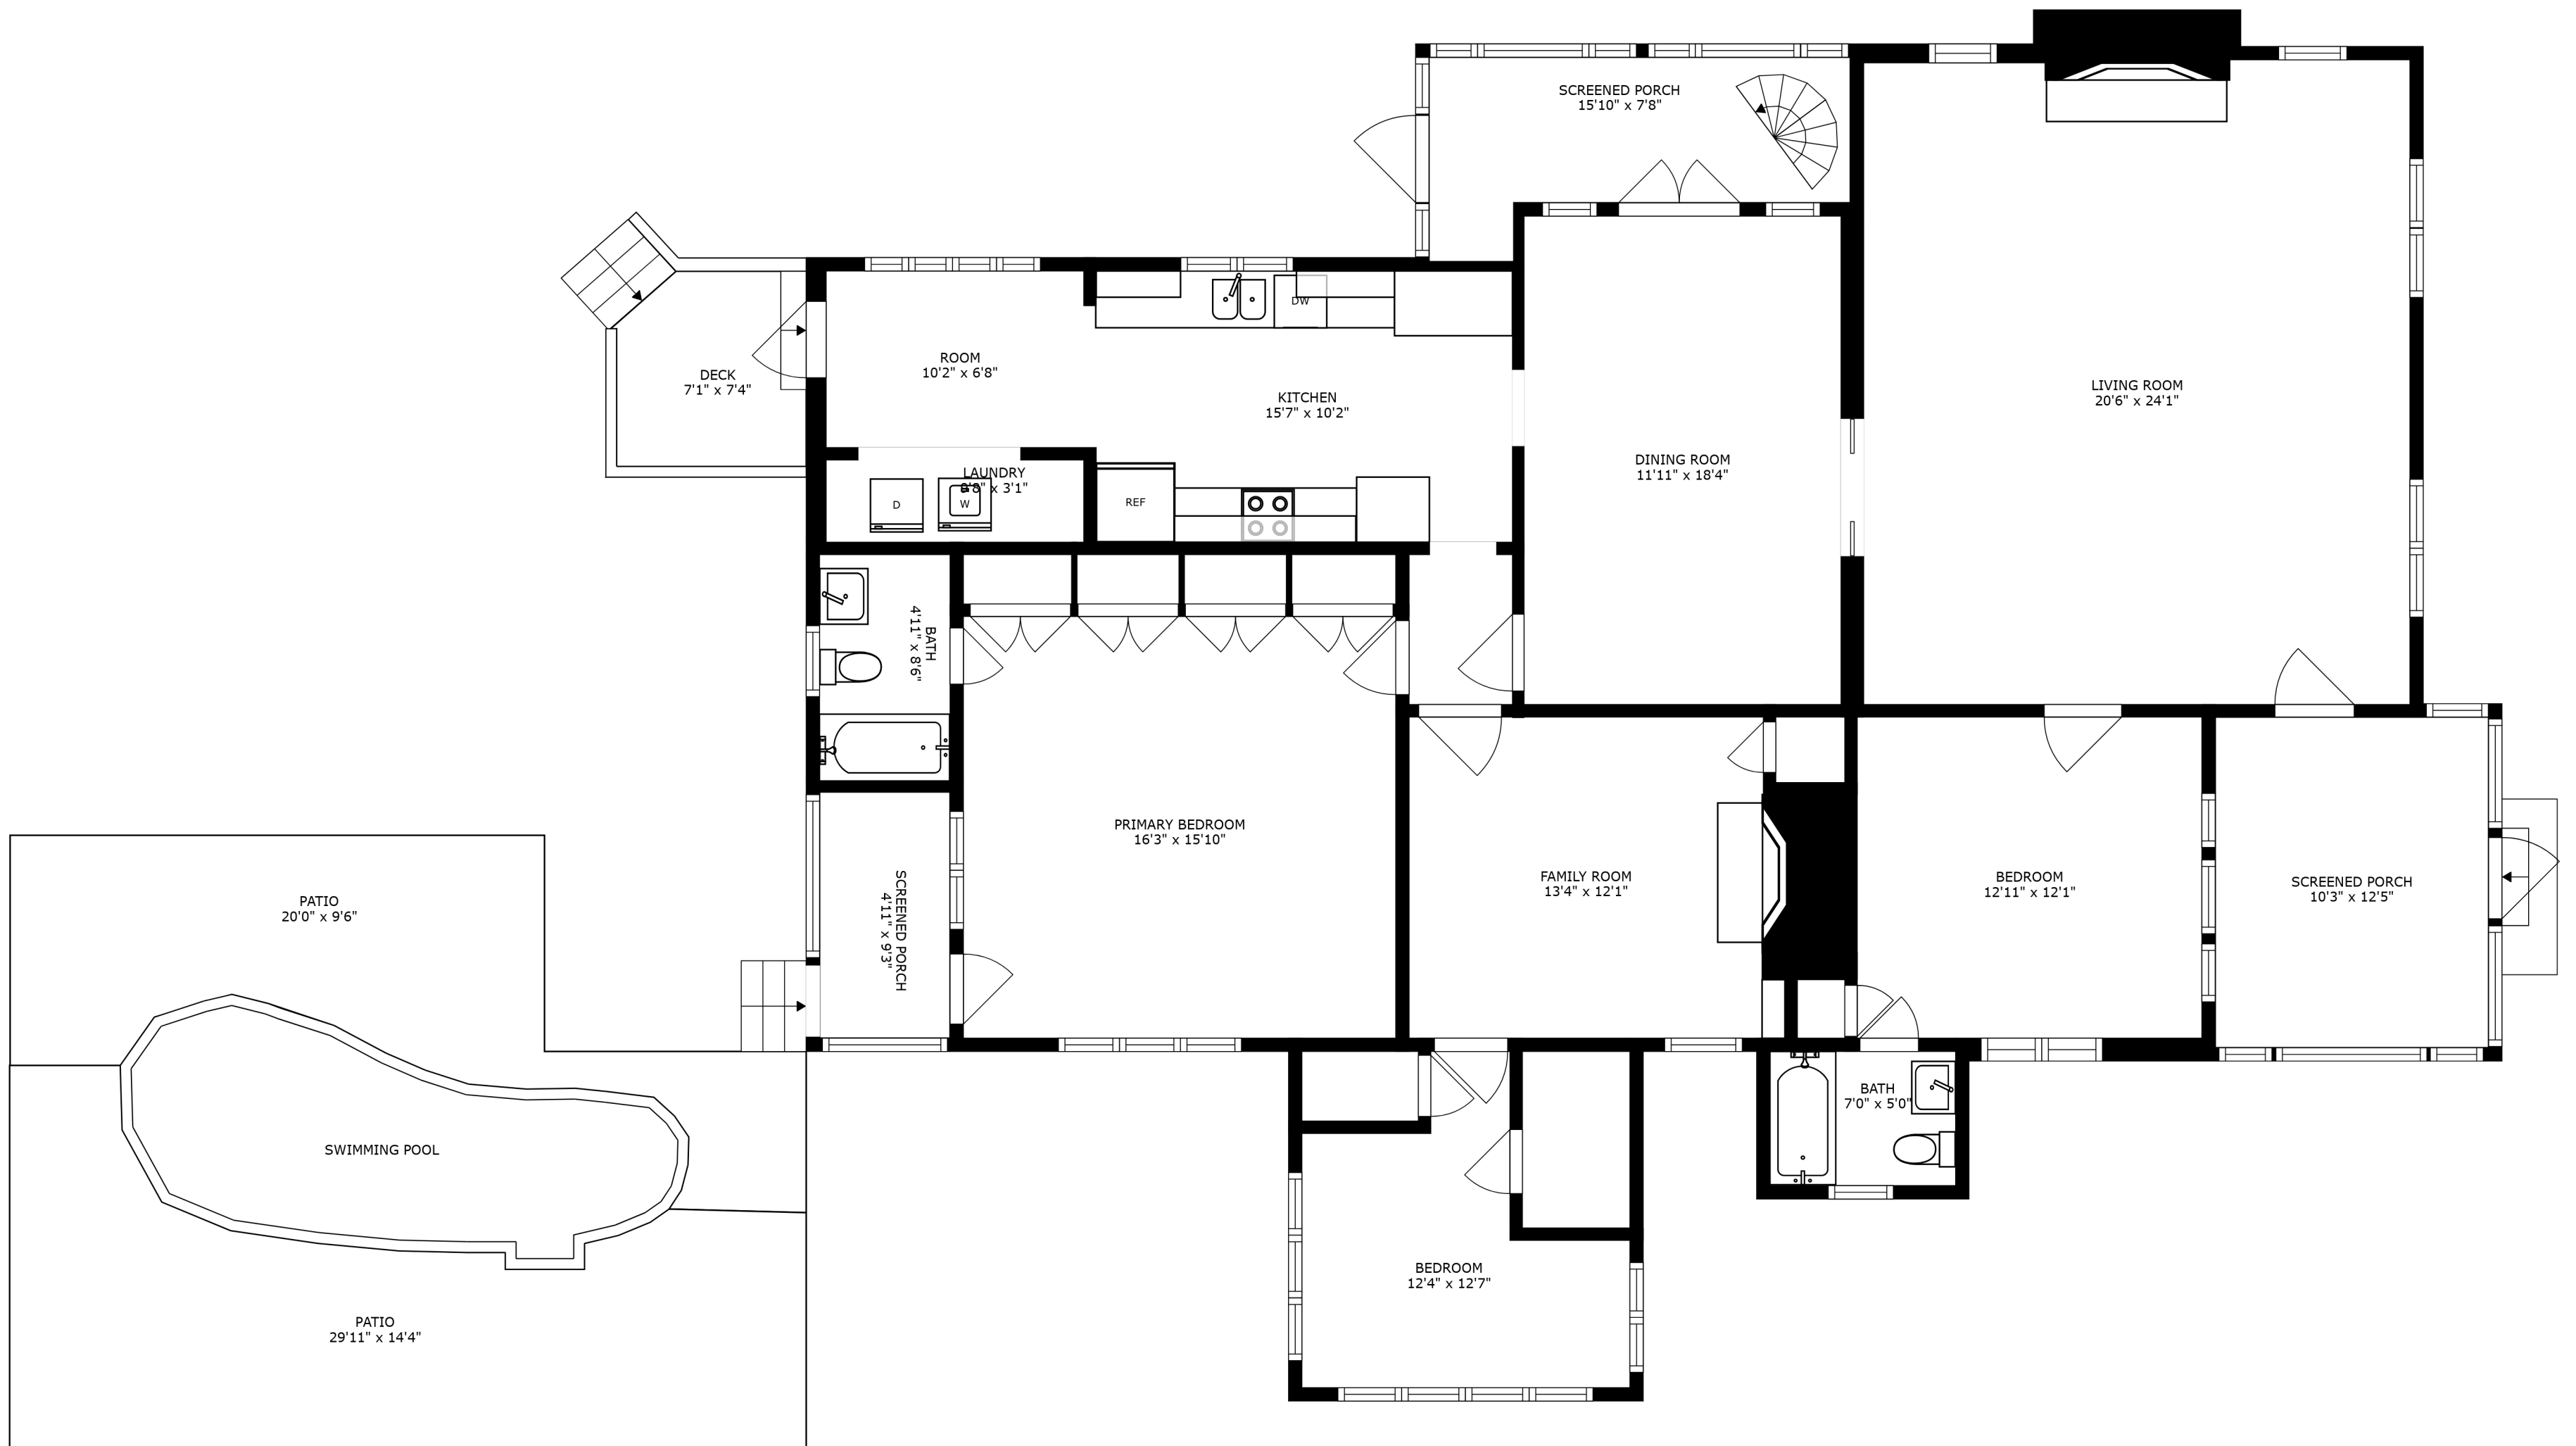 SCREENED PORCH
15'10" x 7'8"
ROOM
10'2" x 6'8"
DECK
7'1" x 7'4"
DW
KITCHEN
15'7" x 10'2"
LIVING ROOM
20'6" x 24'1"
DINING ROOM
11'11" x 18'4"
LAUNDRY
8'8" x 3'1"
D
W
REF
BATH
4'11" x 8'6"
PRIMARY BEDROOM
16'3" x 15'10"
FAMILY ROOM
13'4" x 12'1"
BEDROOM
12'11" x 12'1"
SCREENED PORCH
10'3" x 12'5"
SCREENED PORCH
4'11" x 9'3"
PATIO
20'0" x 9'6"
BATH
7'0" x 5'0"
SWIMMING POOL
BEDROOM
12'4" x 12'7"
PATIO
29'11" x 14'4"